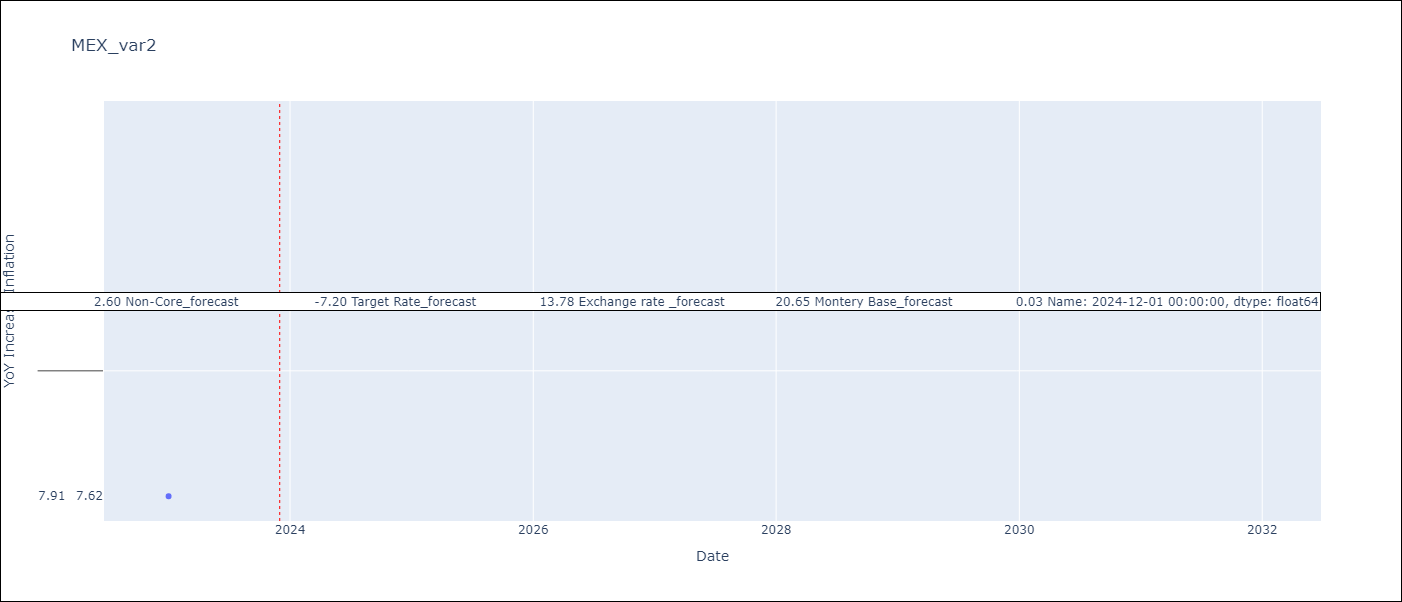 MEX_var2
YoY Increas Inflation
2.60 Non-Core_forecast -7.20 Target Rate_forecast 13.78 Exchange rate _forecast 20.65 Montery Base_forecast 0.03 Name: 2024-12-01 00:00:00, dtype: float64
7.91 7.62
2024 2026 2028 2030 2032
Date